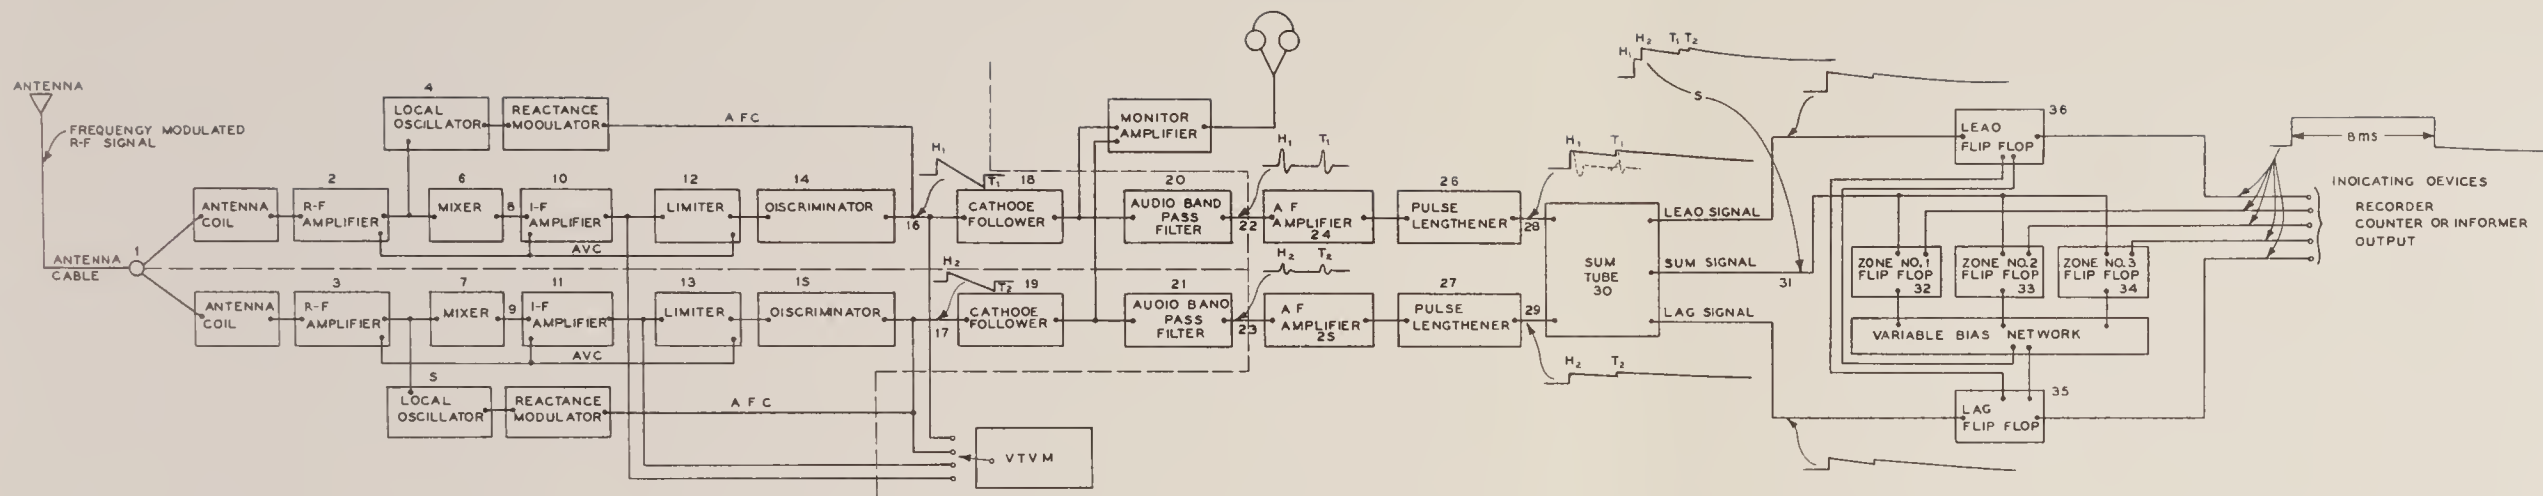 ANTENNA
FREQUENCY MODULATED
R-F SIGNAL
ANTENNA
CABLE
1
ANTENNA
COIL
2
R-F
AMPLIFIER
4
LOCAL
OSCILLATOR
REACTANCE
MODULATOR
AFC
6
MIXER
8
10
I-F
AMPLIFIER
AVC
12
LIMITER
14
DISCRIMINATOR
16
H1
T1
18
CATHODE
FOLLOWER
MONITOR
AMPLIFIER
20
AUDIO BAND
PASS
FILTER
22
H1
T1
A F
AMPLIFIER
24
26
PULSE
LENGTHENER
28
H1
T1
ANTENNA
COIL
3
R-F
AMPLIFIER
7
MIXER
9
11
I-F
AMPLIFIER
AVC
13
LIMITER
15
DISCRIMINATOR
17
H2
T2
19
CATHODE
FOLLOWER
21
AUDIO BAND
PASS
FILTER
23
H2
T2
A F
AMPLIFIER
25
27
PULSE
LENGTHENER
29
H2
T2
5
LOCAL
OSCILLATOR
REACTANCE
MODULATOR
AFC
VTVM
SUM
TUBE
30
H1
H2
T1 T2
S
LEAD SIGNAL
SUM SIGNAL
31
LAG SIGNAL
36
LEAD
FLIP FLOP
ZONE NO.1
FLIP FLOP
32
ZONE NO.2
FLIP FLOP
33
ZONE NO.3
FLIP FLOP
34
VARIABLE BIAS NETWORK
35
LAG
FLIP FLOP
8MS
INDICATING DEVICES
RECORDER
COUNTER OR INFORMER
OUTPUT